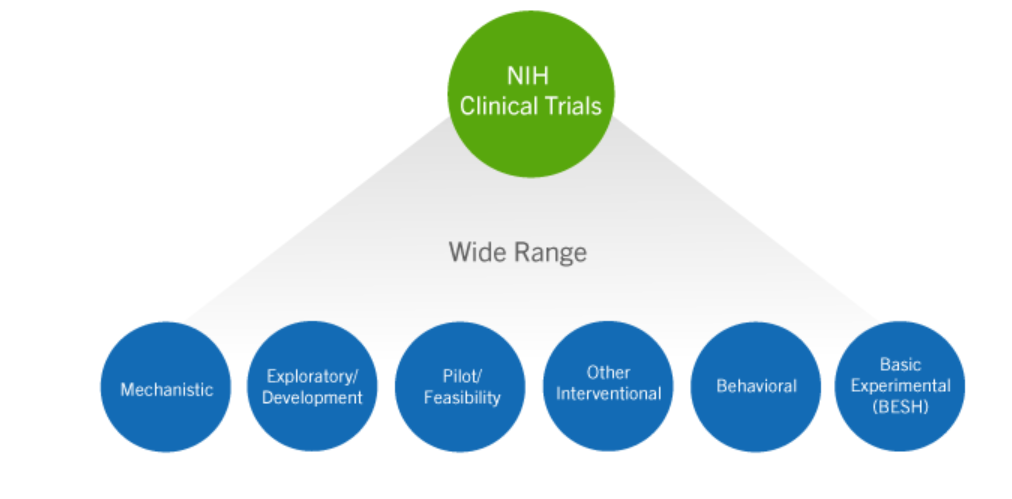 NIH
Clinical Trials
Wide Range
Mechanistic
Exploratory/
Development
Pilot/
Feasibility
Other
Interventional
Behavioral
Basic
Experimental
(BESH)